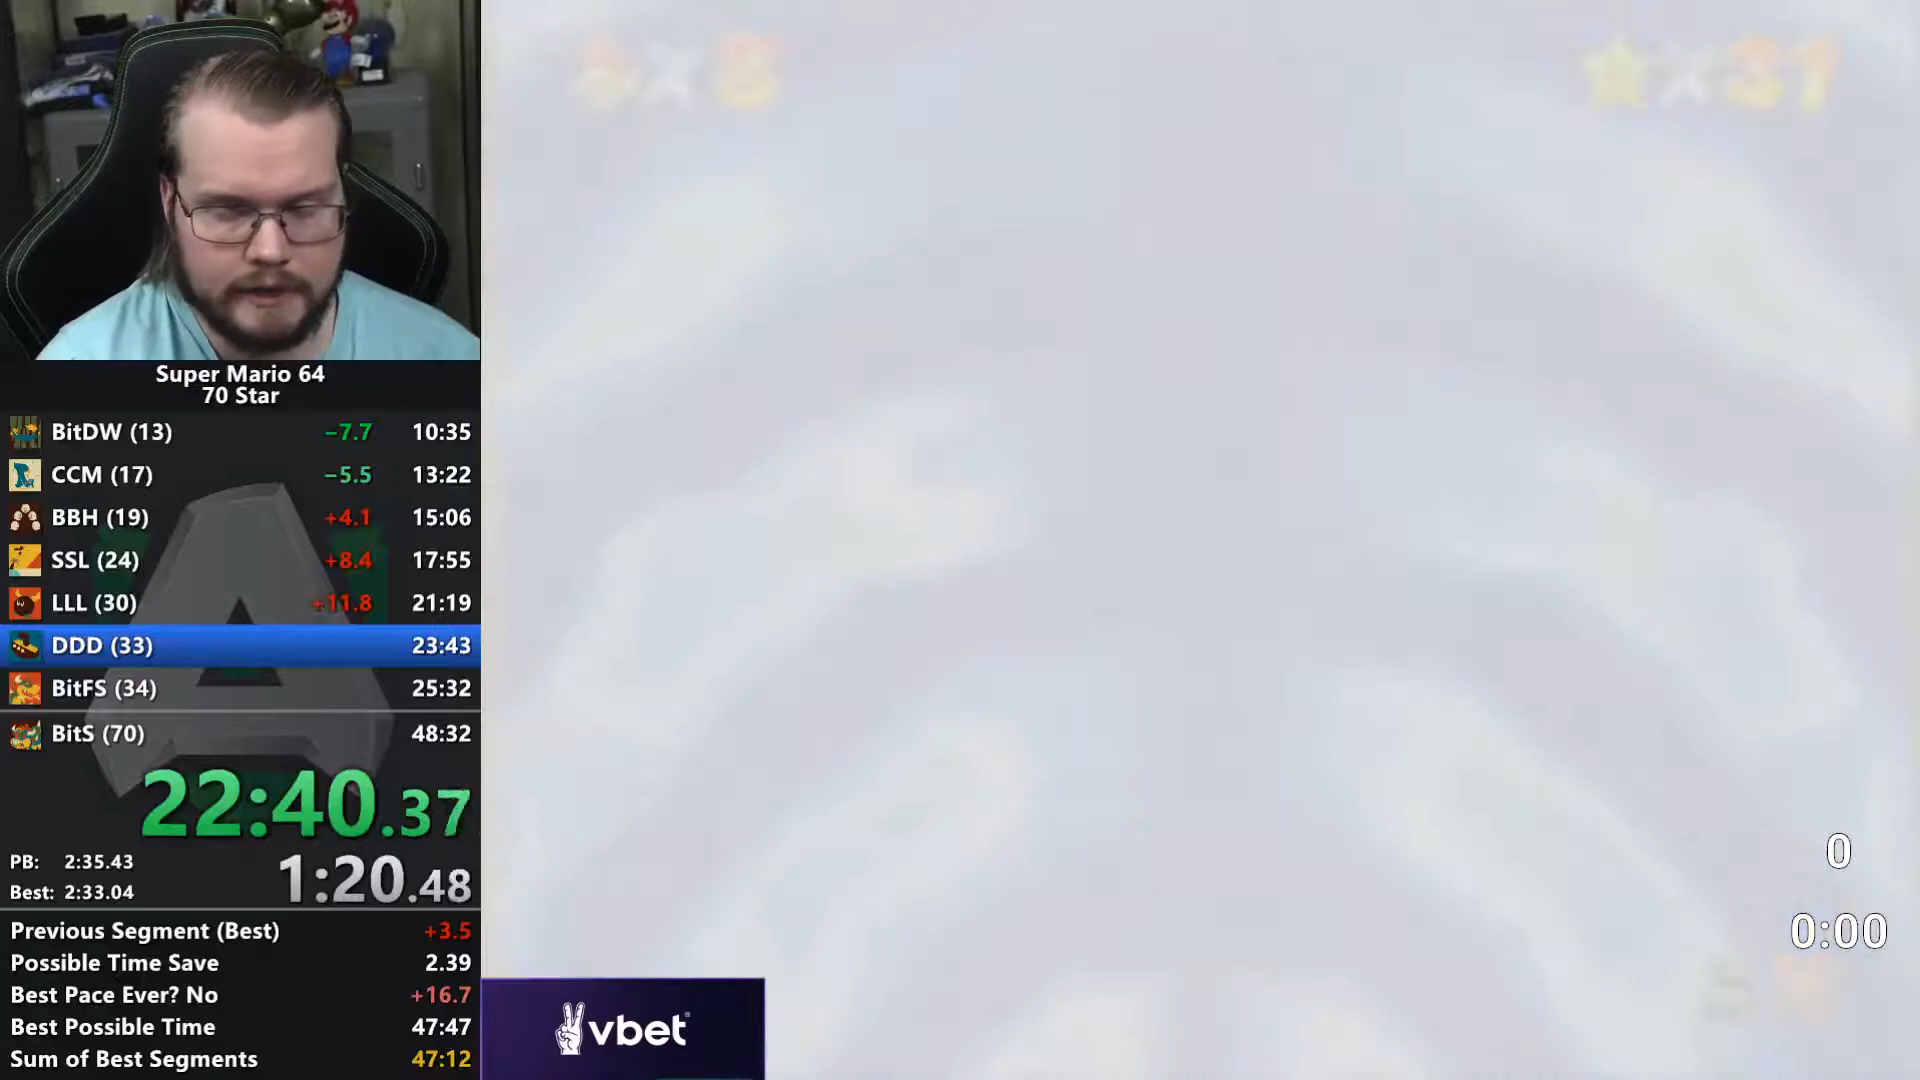 × 31
Super Mario 64
70 Star
BitDW (13) −7.7 10:35
CCM (17) −5.5 13:22
BBH (19) +4.1 15:06
SSL (24) +8.4 17:55
LLL (30) +11.8 21:19
DDD (33) 23:43
BitFS (34) 25:32
BitS (70) 48:32
22:40.37
PB: 2:35.43
Best: 2:33.04
1:20.48
Previous Segment (Best) +3.5
Possible Time Save 2.39
Best Pace Ever? No +16.7
Best Possible Time 47:47
Sum of Best Segments 47:12
0
0:00
vbet